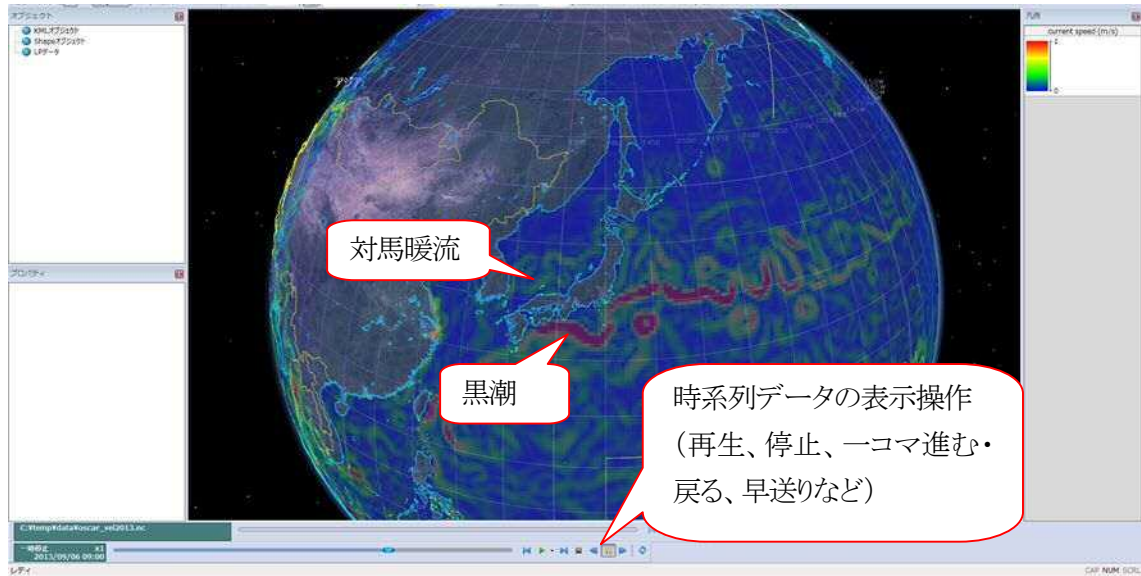 オブジェクト
KMLオブジェクト
Shapeオブジェクト
LPデータ
プロパティ
アジア
対馬暖流
黒潮
時系列データの表示操作
(再生、停止、一コマ進む・
戻る、早送りなど)
凡例
current speed (m/s)
1
0
C:¥temp¥data¥oscar_vel2013.nc
一時停止 x1
2013/09/06 09:00
レディ
CAP NUM SCRL